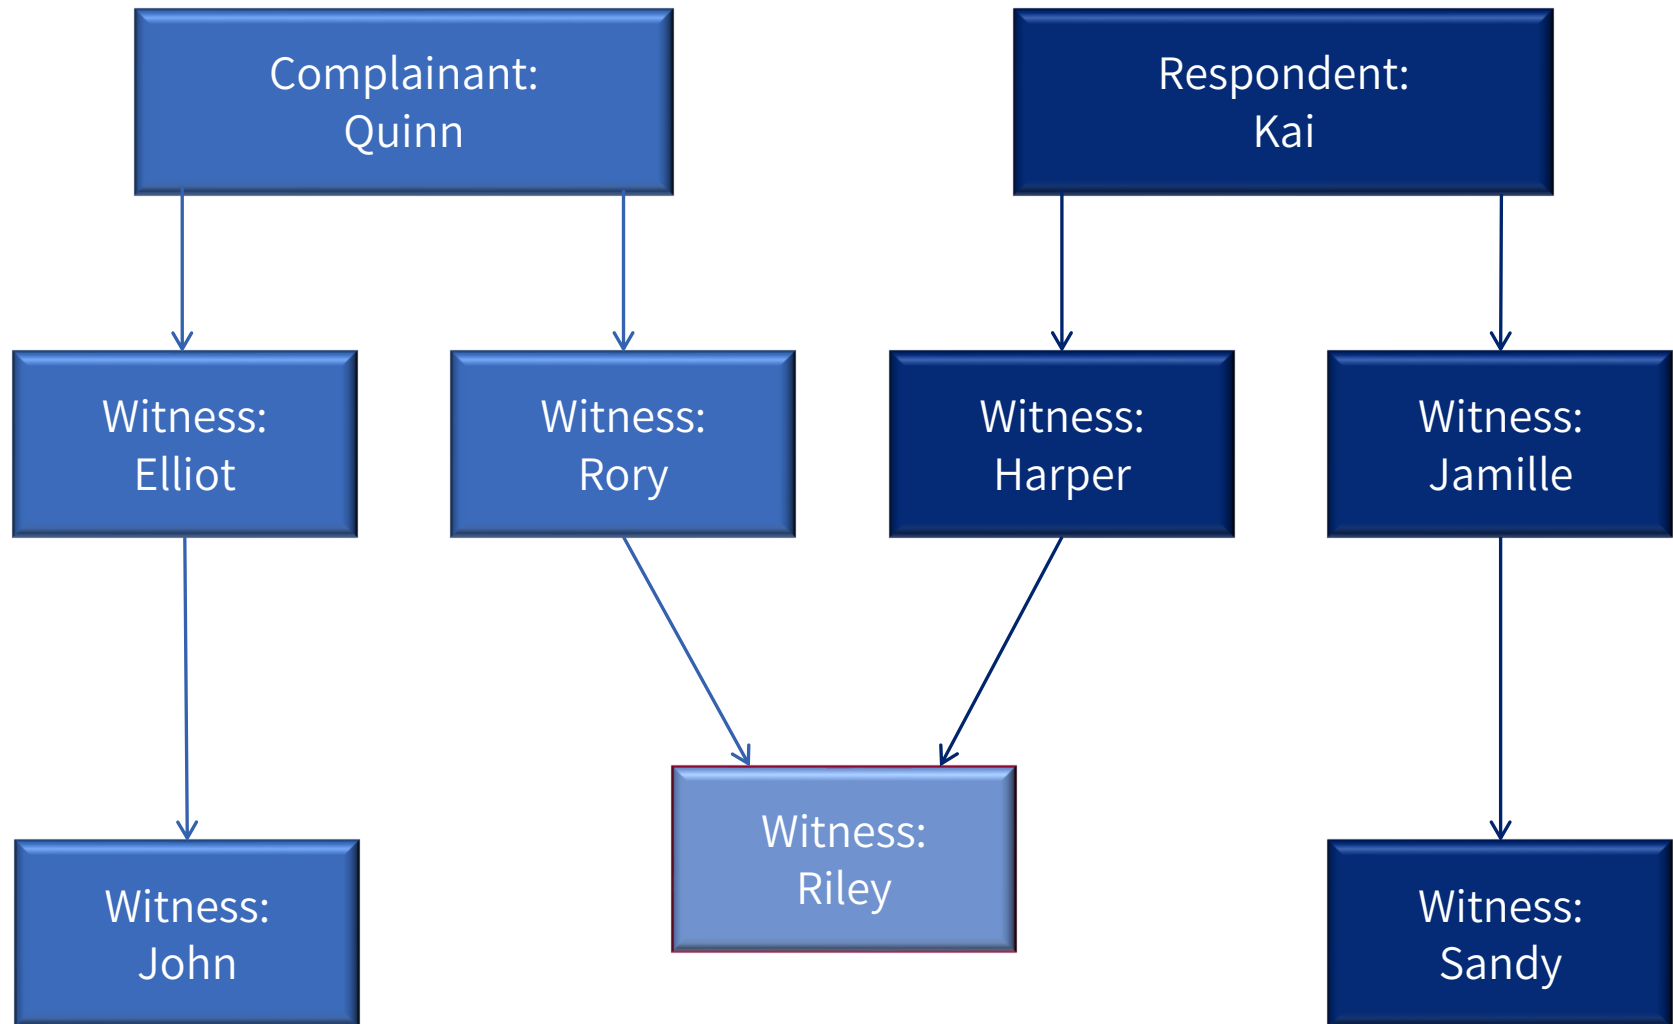 Complainant:
Quinn
Respondent:
Kai
Witness:
Elliot
Witness:
Rory
Witness:
Harper
Witness:
Jamille
Witness:
Riley
Witness:
John
Witness:
Sandy